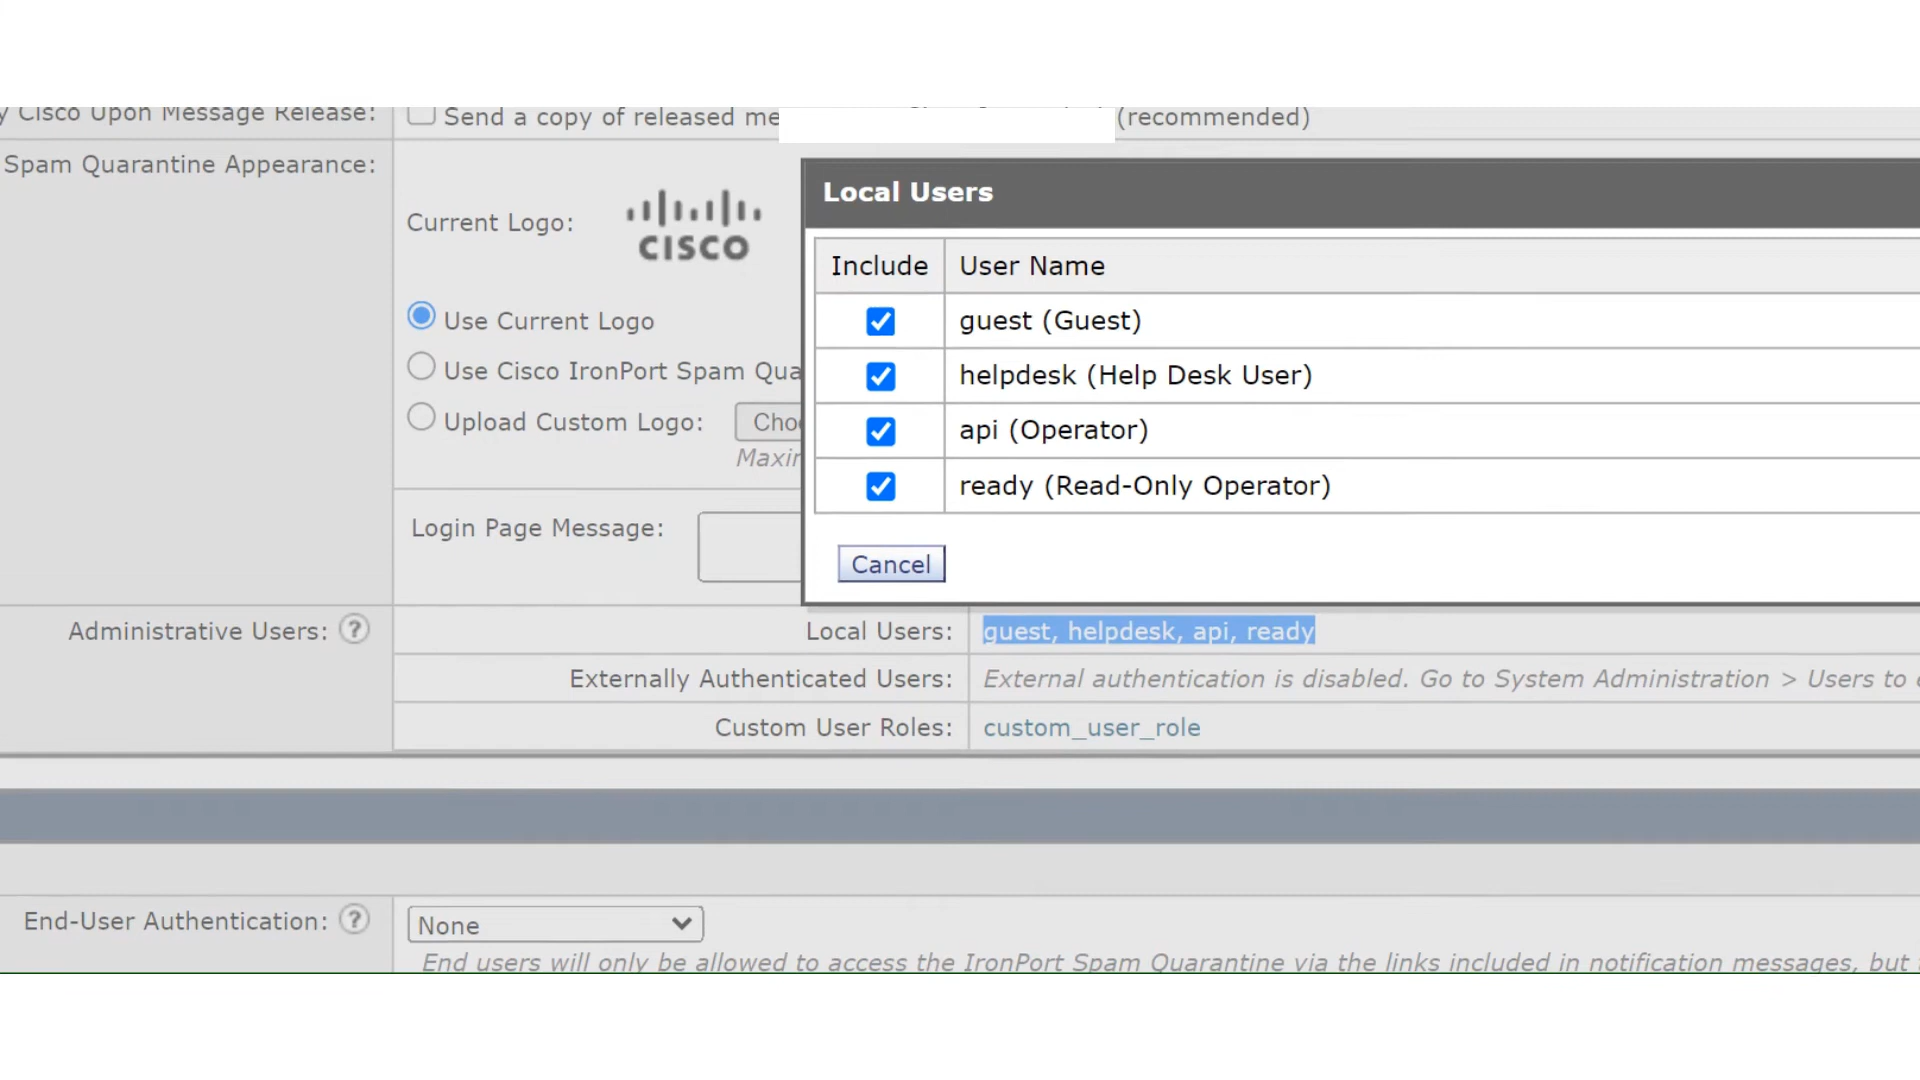 y Cisco Upon Message Release:
Send a copy of released me
(recommended)
Spam Quarantine Appearance:
Current Logo:
CISCO
Use Current Logo
Use Cisco IronPort Spam Qua
Upload Custom Logo:
Choo
Maxim
Login Page Message:
Local Users
Include
User Name
guest (Guest)
helpdesk (Help Desk User)
api (Operator)
ready (Read-Only Operator)
Cancel
Administrative Users: ?
Local Users:
guest, helpdesk, api, ready
Externally Authenticated Users:
External authentication is disabled. Go to System Administration > Users to
Custom User Roles:
custom_user_role
End-User Authentication: ?
None
End users will only be allowed to access the IronPort Spam Quarantine via the links included in notification messages, but